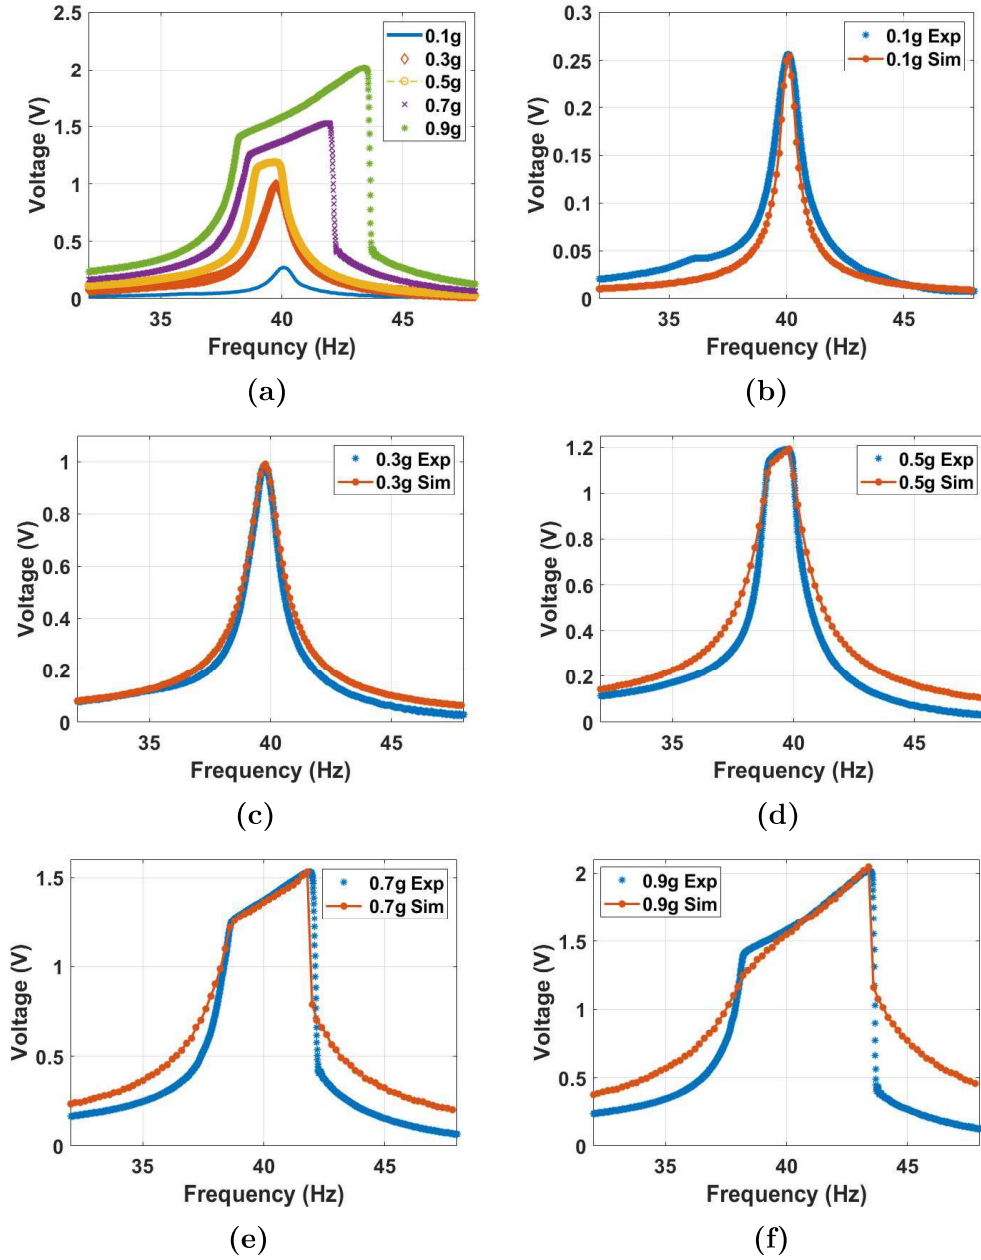 2.5
2
1.5
1
0.5
0
Voltage (V)
35 40 45
Frequncy (Hz)
0.1g
0.3g
0.5g
0.7g
0.9g
(a)
0.3
0.25
0.2
0.15
0.1
0.05
0
Voltage (V)
35 40 45
Frequency (Hz)
0.1g Exp
0.1g Sim
(b)
1
0.8
0.6
0.4
0.2
0
Voltage (V)
35 40 45
Frequency (Hz)
0.3g Exp
0.3g Sim
(c)
1.2
1
0.8
0.6
0.4
0.2
0
Voltage (V)
35 40 45
Frequency (Hz)
0.5g Exp
0.5g Sim
(d)
1.5
1
0.5
0
Voltage (V)
35 40 45
Frequency (Hz)
0.7g Exp
0.7g Sim
(e)
2
1.5
1
0.5
0
Voltage (V)
35 40 45
Frequency (Hz)
0.9g Exp
0.9g Sim
(f)